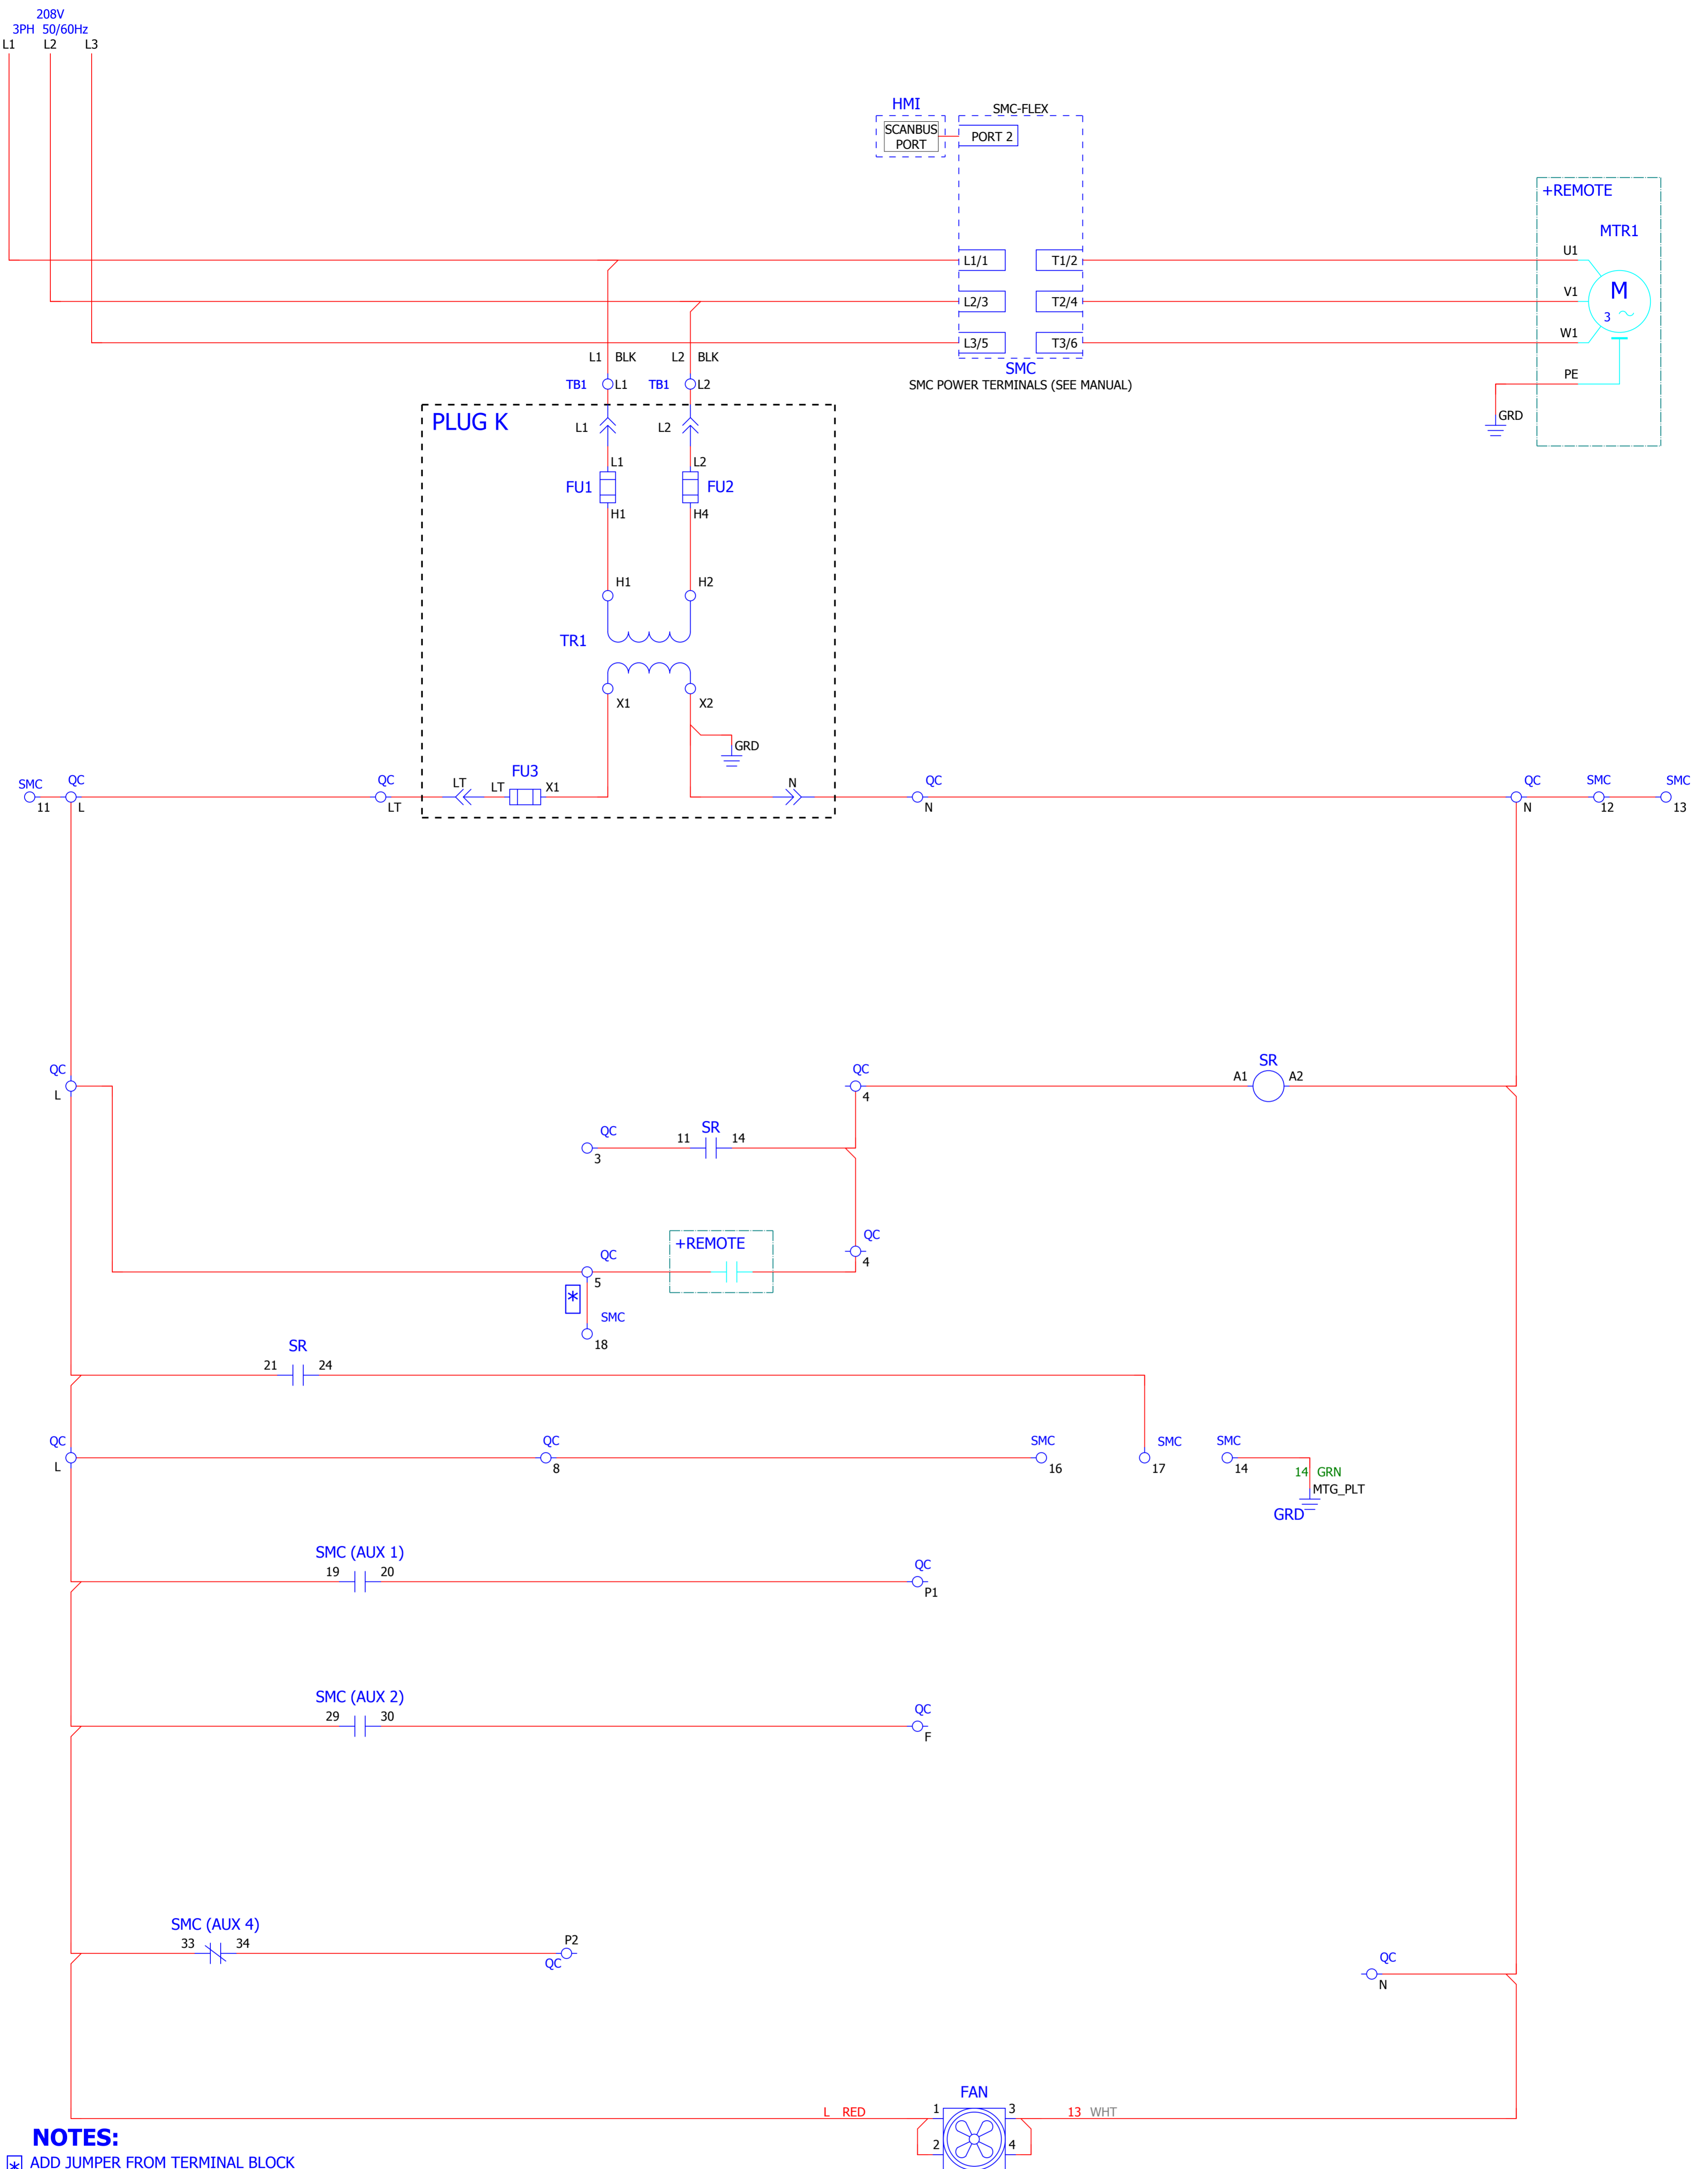 208V
3PH 50/60Hz
L1 L2 L3
HMI
SCANBUS
PORT
SMC-FLEX
PORT 2
+REMOTE
MTR1
L1/1 T1/2 U1
L2/3 T2/4 V1
M
3
L3/5 T3/6 W1
SMC
SMC POWER TERMINALS (SEE MANUAL)
PE
GRD
L1 BLK L2 BLK
TB1 L1 TB1 L2
PLUG K
L1 L2
L1 L2
FU1 FU2
H1 H4
H1 H2
TR1
X1 X2
GRD
SMC QC QC LT LT FU3 X1 N QC QC SMC SMC
11 L LT N N 12 13
QC QC SR
L 4 A1 A2
QC 11 SR 14
3
+REMOTE
QC QC
5 4
*
SMC
18
SR
21 24
QC QC SMC SMC SMC
L 8 16 17 14
14 GRN
MTG_PLT
GRD
SMC (AUX 1)
19 20 QC
P1
SMC (AUX 2)
29 30 QC
F
SMC (AUX 4)
33 34 P2
QC
QC
N
FAN
L RED 1 3 13 WHT
2 4
NOTES:
* ADD JUMPER FROM TERMINAL BLOCK